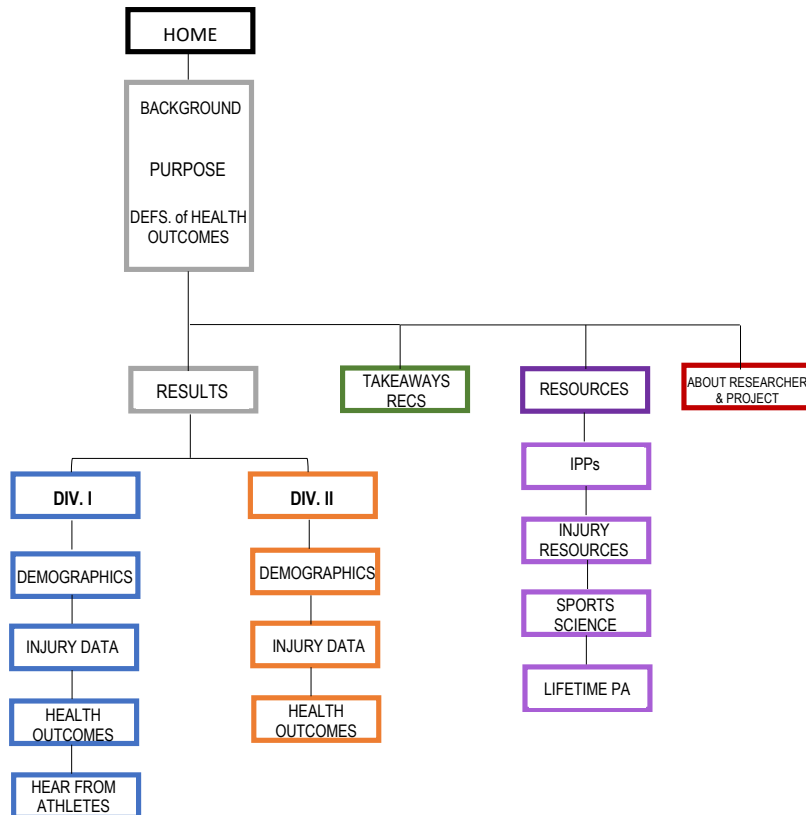 HOME
BACKGROUND
PURPOSE
DEFS. of HEALTH
OUTCOMES
RESULTS
TAKEAWAYS
RECS
RESOURCES
ABOUT RESEARCHER
& PROJECT
DIV. I
DEMOGRAPHICS
INJURY DATA
HEALTH
OUTCOMES
HEAR FROM
ATHLETES
DIV. II
DEMOGRAPHICS
INJURY DATA
HEALTH
OUTCOMES
IPPs
INJURY
RESOURCES
SPORTS
SCIENCE
LIFETIME PA